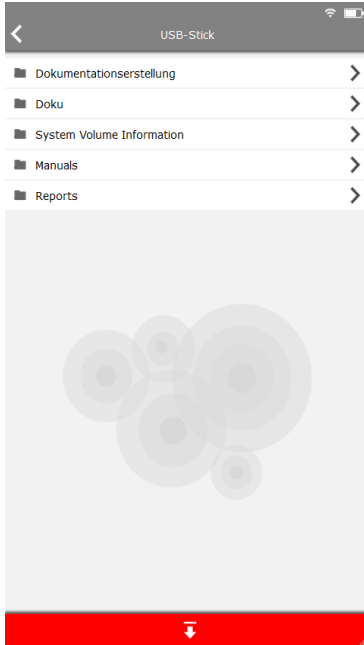 USB-Stick
Dokumentationserstellung
Doku
System Volume Information
Manuals
Reports